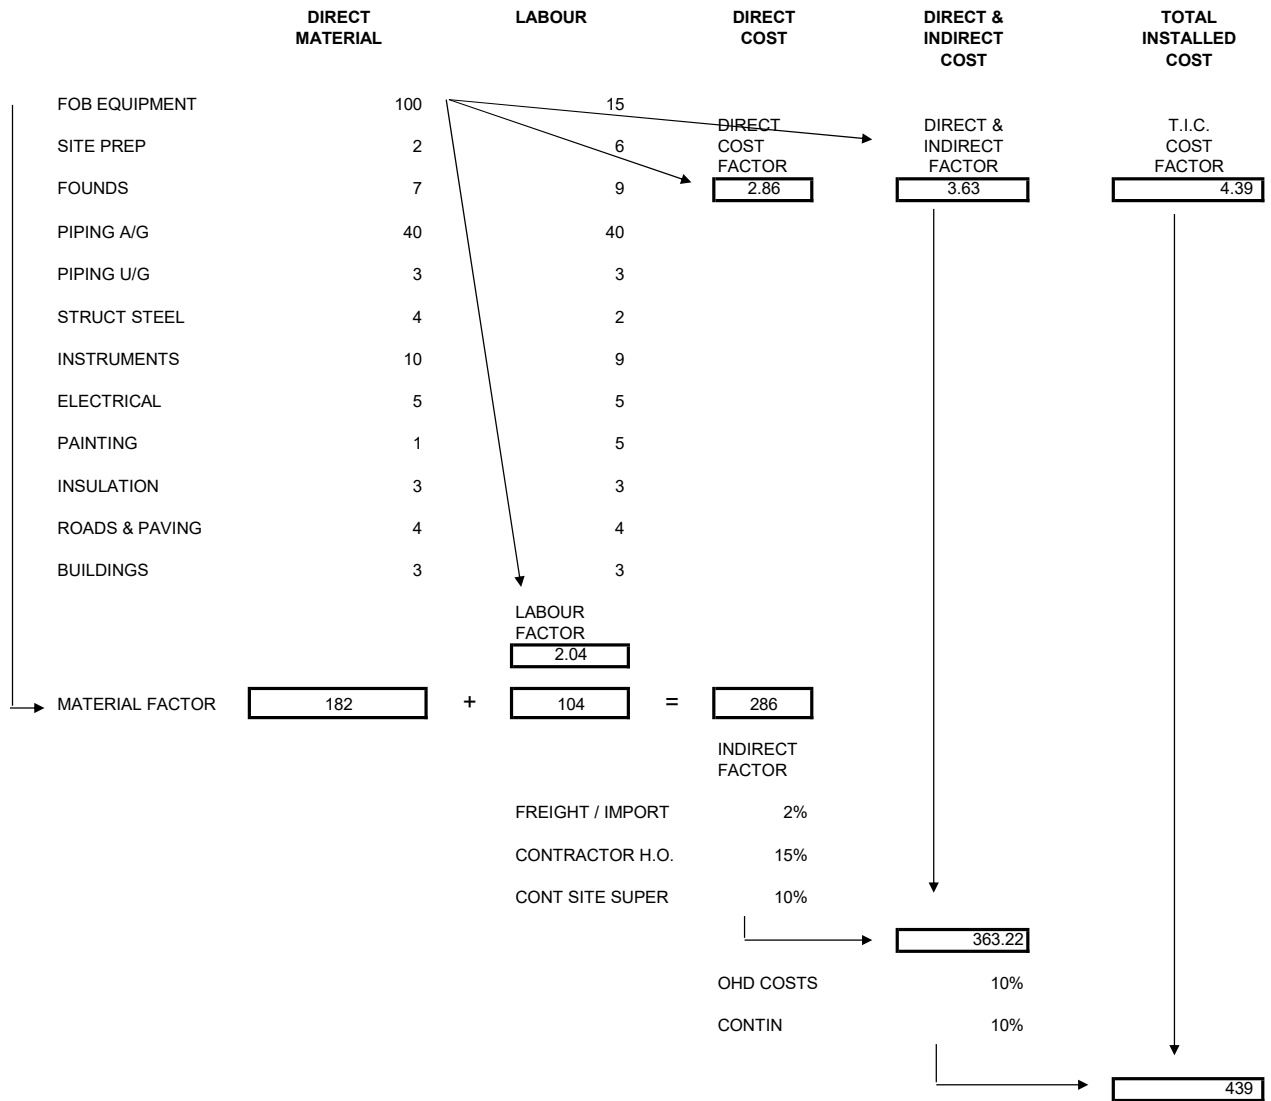 DIRECT MATERIAL LABOUR DIRECT COST DIRECT & INDIRECT COST TOTAL INSTALLED COST
FOB EQUIPMENT 100 15
DIRECT COST FACTOR DIRECT & INDIRECT FACTOR T.I.C. COST FACTOR
SITE PREP 2 6
FOUNDS 7 9 2.86 3.63 4.39
PIPING A/G 40 40
PIPING U/G 3 3
STRUCT STEEL 4 2
INSTRUMENTS 10 9
ELECTRICAL 5 5
PAINTING 1 5
INSULATION 3 3
ROADS & PAVING 4 4
BUILDINGS 3 3
LABOUR
FACTOR
2.04
MATERIAL FACTOR 182 + 104 = 286
INDIRECT
FACTOR
FREIGHT / IMPORT 2%
CONTRACTOR H.O. 15%
CONT SITE SUPER 10%
363.22
OHD COSTS 10%
CONTIN 10%
439